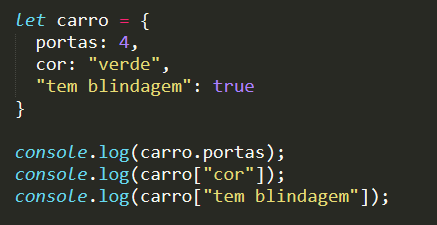 let carro = {
  portas: 4,
  cor: "verde",
  "tem blindagem": true
}

console.log(carro.portas);
console.log(carro["cor"]);
console.log(carro["tem blindagem"]);